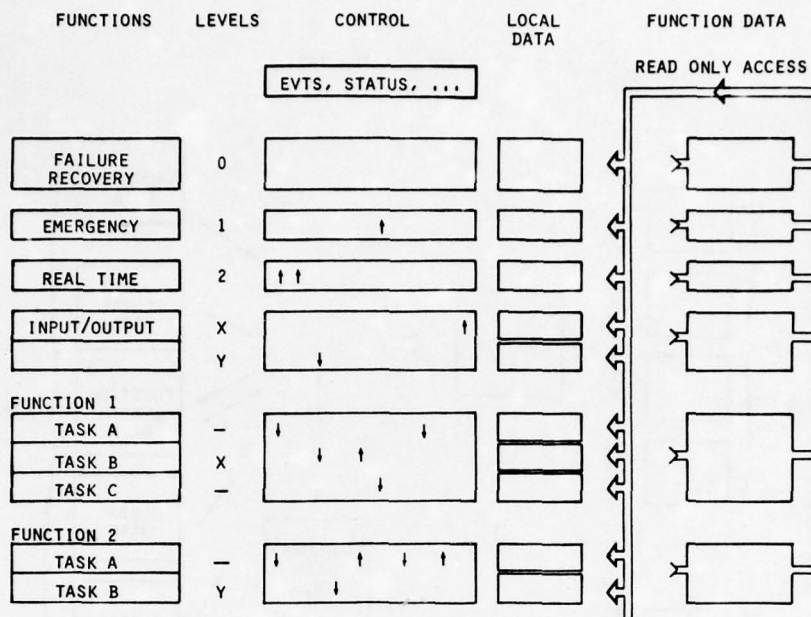 FUNCTIONS LEVELS CONTROL LOCAL DATA FUNCTION DATA
READ ONLY ACCESS
EVTS, STATUS, ...
FAILURE RECOVERY 0
EMERGENCY 1
REAL TIME 2
INPUT/OUTPUT X
Y
FUNCTION 1
TASK A —
TASK B X
TASK C —
FUNCTION 2
TASK A —
TASK B Y